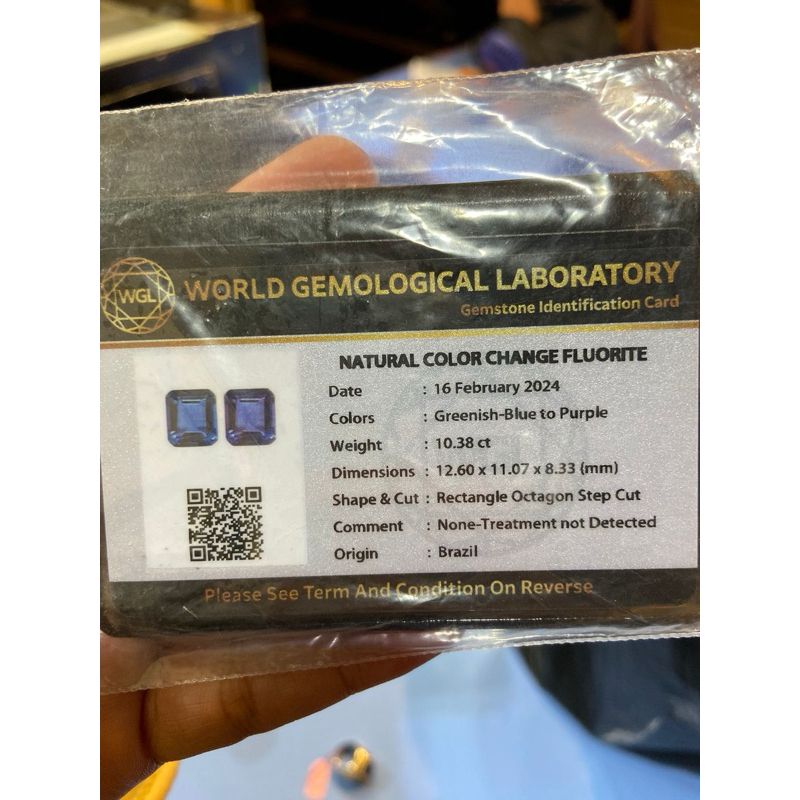 WGL WORLD GEMOLOGICAL LABORATORY
Gemstone Identification Card
NATURAL COLOR CHANGE FLUORITE
Date : 16 February 2024
Colors : Greenish-Blue to Purple
Weight : 10.38 ct
Dimensions : 12.60 x 11.07 x 8.33 (mm)
Shape & Cut : Rectangle Octagon Step Cut
Comment : None-Treatment not Detected
Origin : Brazil
Please See Term And Condition On Reverse